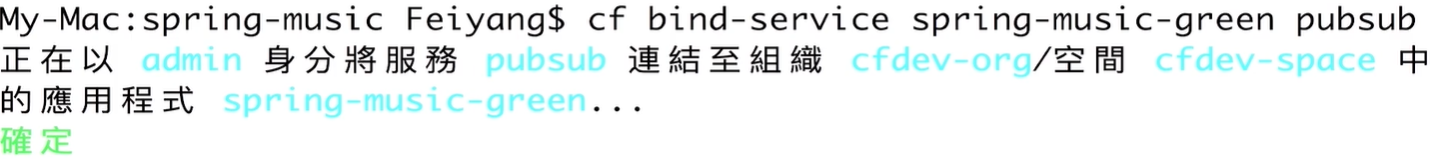 My-Mac:spring-music Feiyang$ cf bind-service spring-music-green pubsub
正在以 admin 身分將服務 pubsub 連結至組織 cfdev-org/空間 cfdev-space 中
的應用程式 spring-music-green...
確定